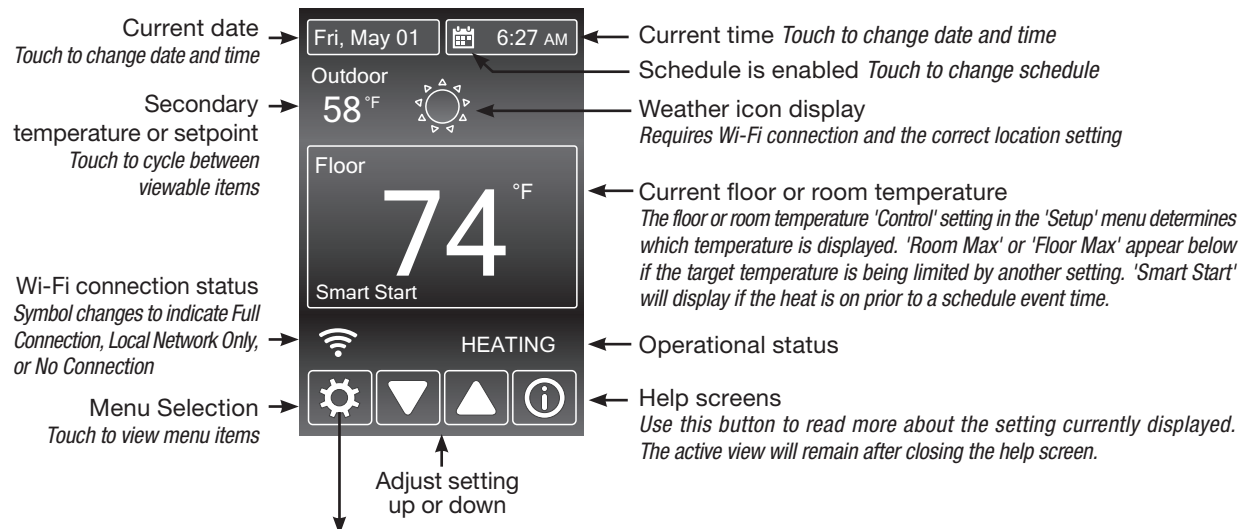 Current date
Touch to change date and time
Secondary
temperature or setpoint
Touch to cycle between
viewable items
Wi-Fi connection status
Symbol changes to indicate Full
Connection, Local Network Only,
or No Connection
Menu Selection
Touch to view menu items
Fri, May 01
6:27 AM
Outdoor
58°F
Floor
74°F
Smart Start
HEATING
Adjust setting
up or down
Current time Touch to change date and time
Schedule is enabled Touch to change schedule
Weather icon display
Requires Wi-Fi connection and the correct location setting
Current floor or room temperature
The floor or room temperature 'Control' setting in the 'Setup' menu determines
which temperature is displayed. 'Room Max' or 'Floor Max' appear below
if the target temperature is being limited by another setting. 'Smart Start'
will display if the heat is on prior to a schedule event time.
Operational status
Help screens
Use this button to read more about the setting currently displayed.
The active view will remain after closing the help screen.